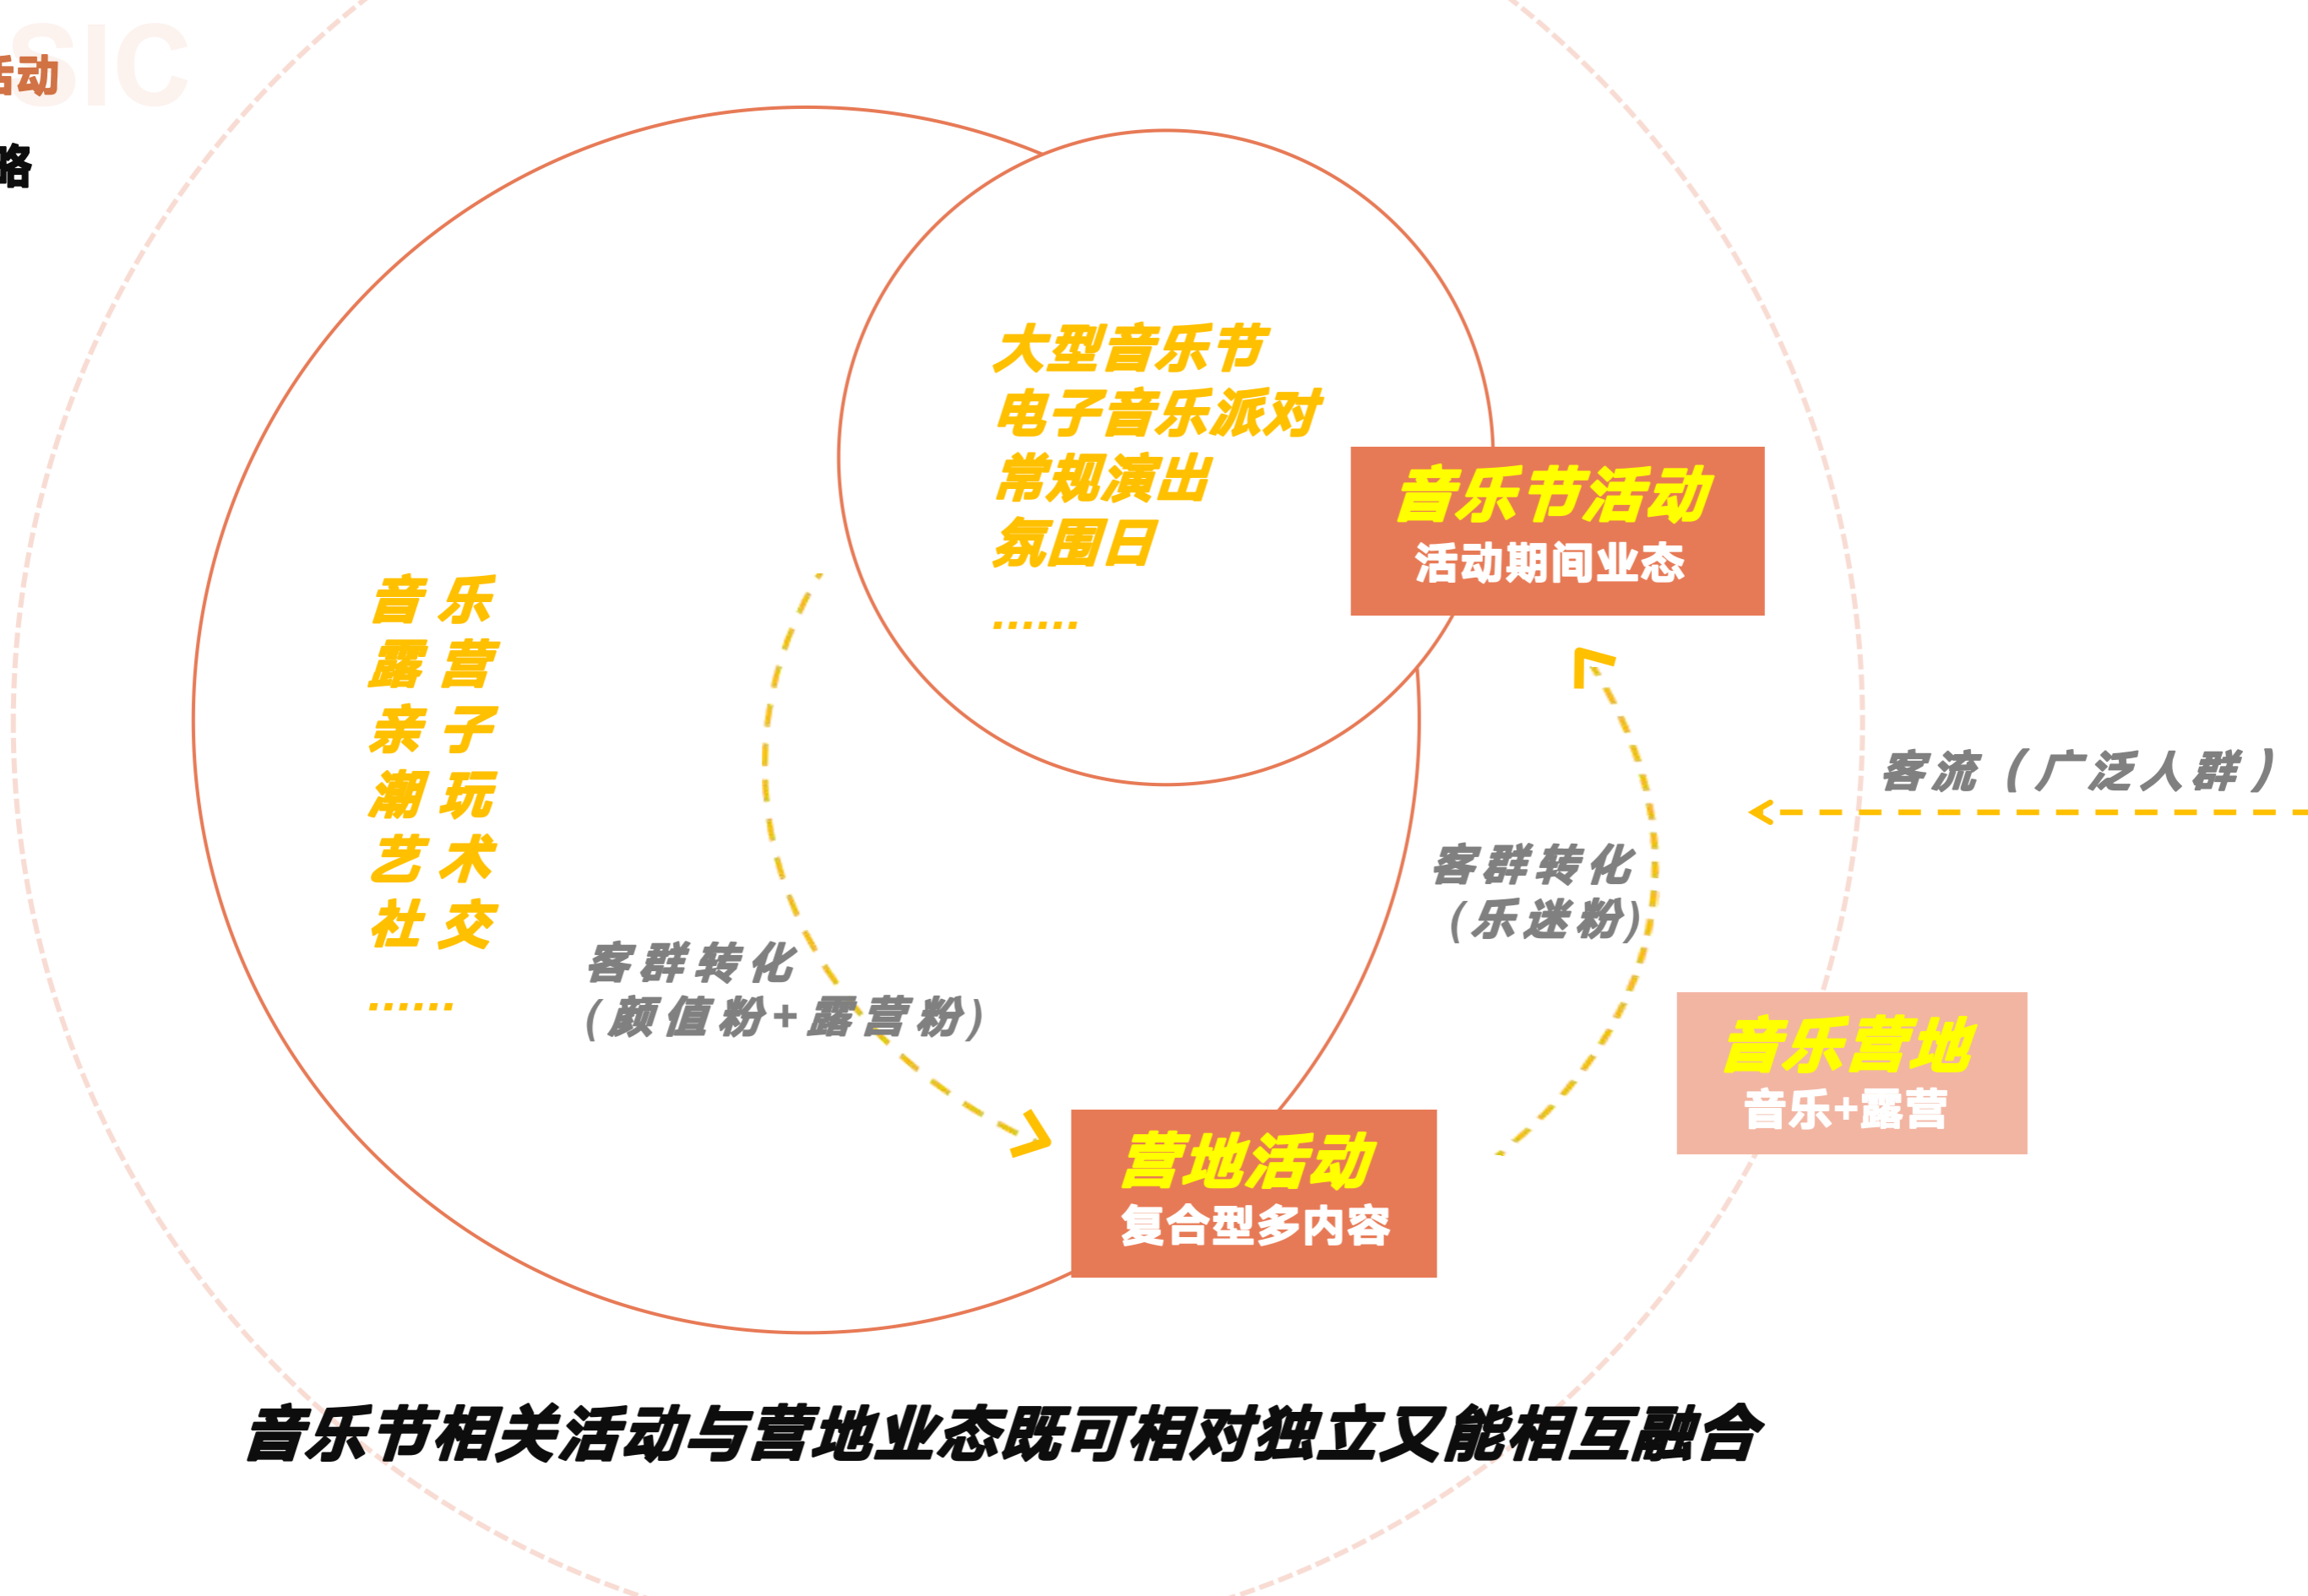 SIC
活动
略
大型音乐节
电子音乐派对
常规演出
氛围日
......
音乐节活动
活动期间业态
音 乐
露 营
亲 子
潮 玩
艺 术
社 交
......
客流（广泛人群）
客群转化
（乐迷粉）
客群转化
（颜值粉+露营粉）
音乐营地
音乐+露营
营地活动
复合型多内容
音乐节相关活动与营地业态既可相对独立又能相互融合